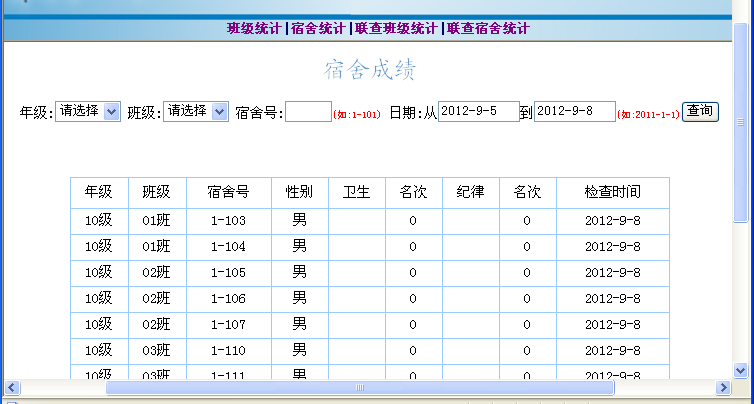 班级统计|宿舍统计|联查班级统计|联查宿舍统计
宿舍成绩
年级:请选择 班级:请选择 宿舍号: (如:1-101) 日期:从2012-9-5到2012-9-8(如:2011-1-1)查询
年级 班级 宿舍号 性别 卫生 名次 纪律 名次 检查时间
10级 01班 1-103 男 0 0 2012-9-8
10级 01班 1-104 男 0 0 2012-9-8
10级 02班 1-105 男 0 0 2012-9-8
10级 02班 1-106 男 0 0 2012-9-8
10级 02班 1-107 男 0 0 2012-9-8
10级 03班 1-110 男 0 0 2012-9-8
10级 03班 1-111 男 0 0 2012-9-8